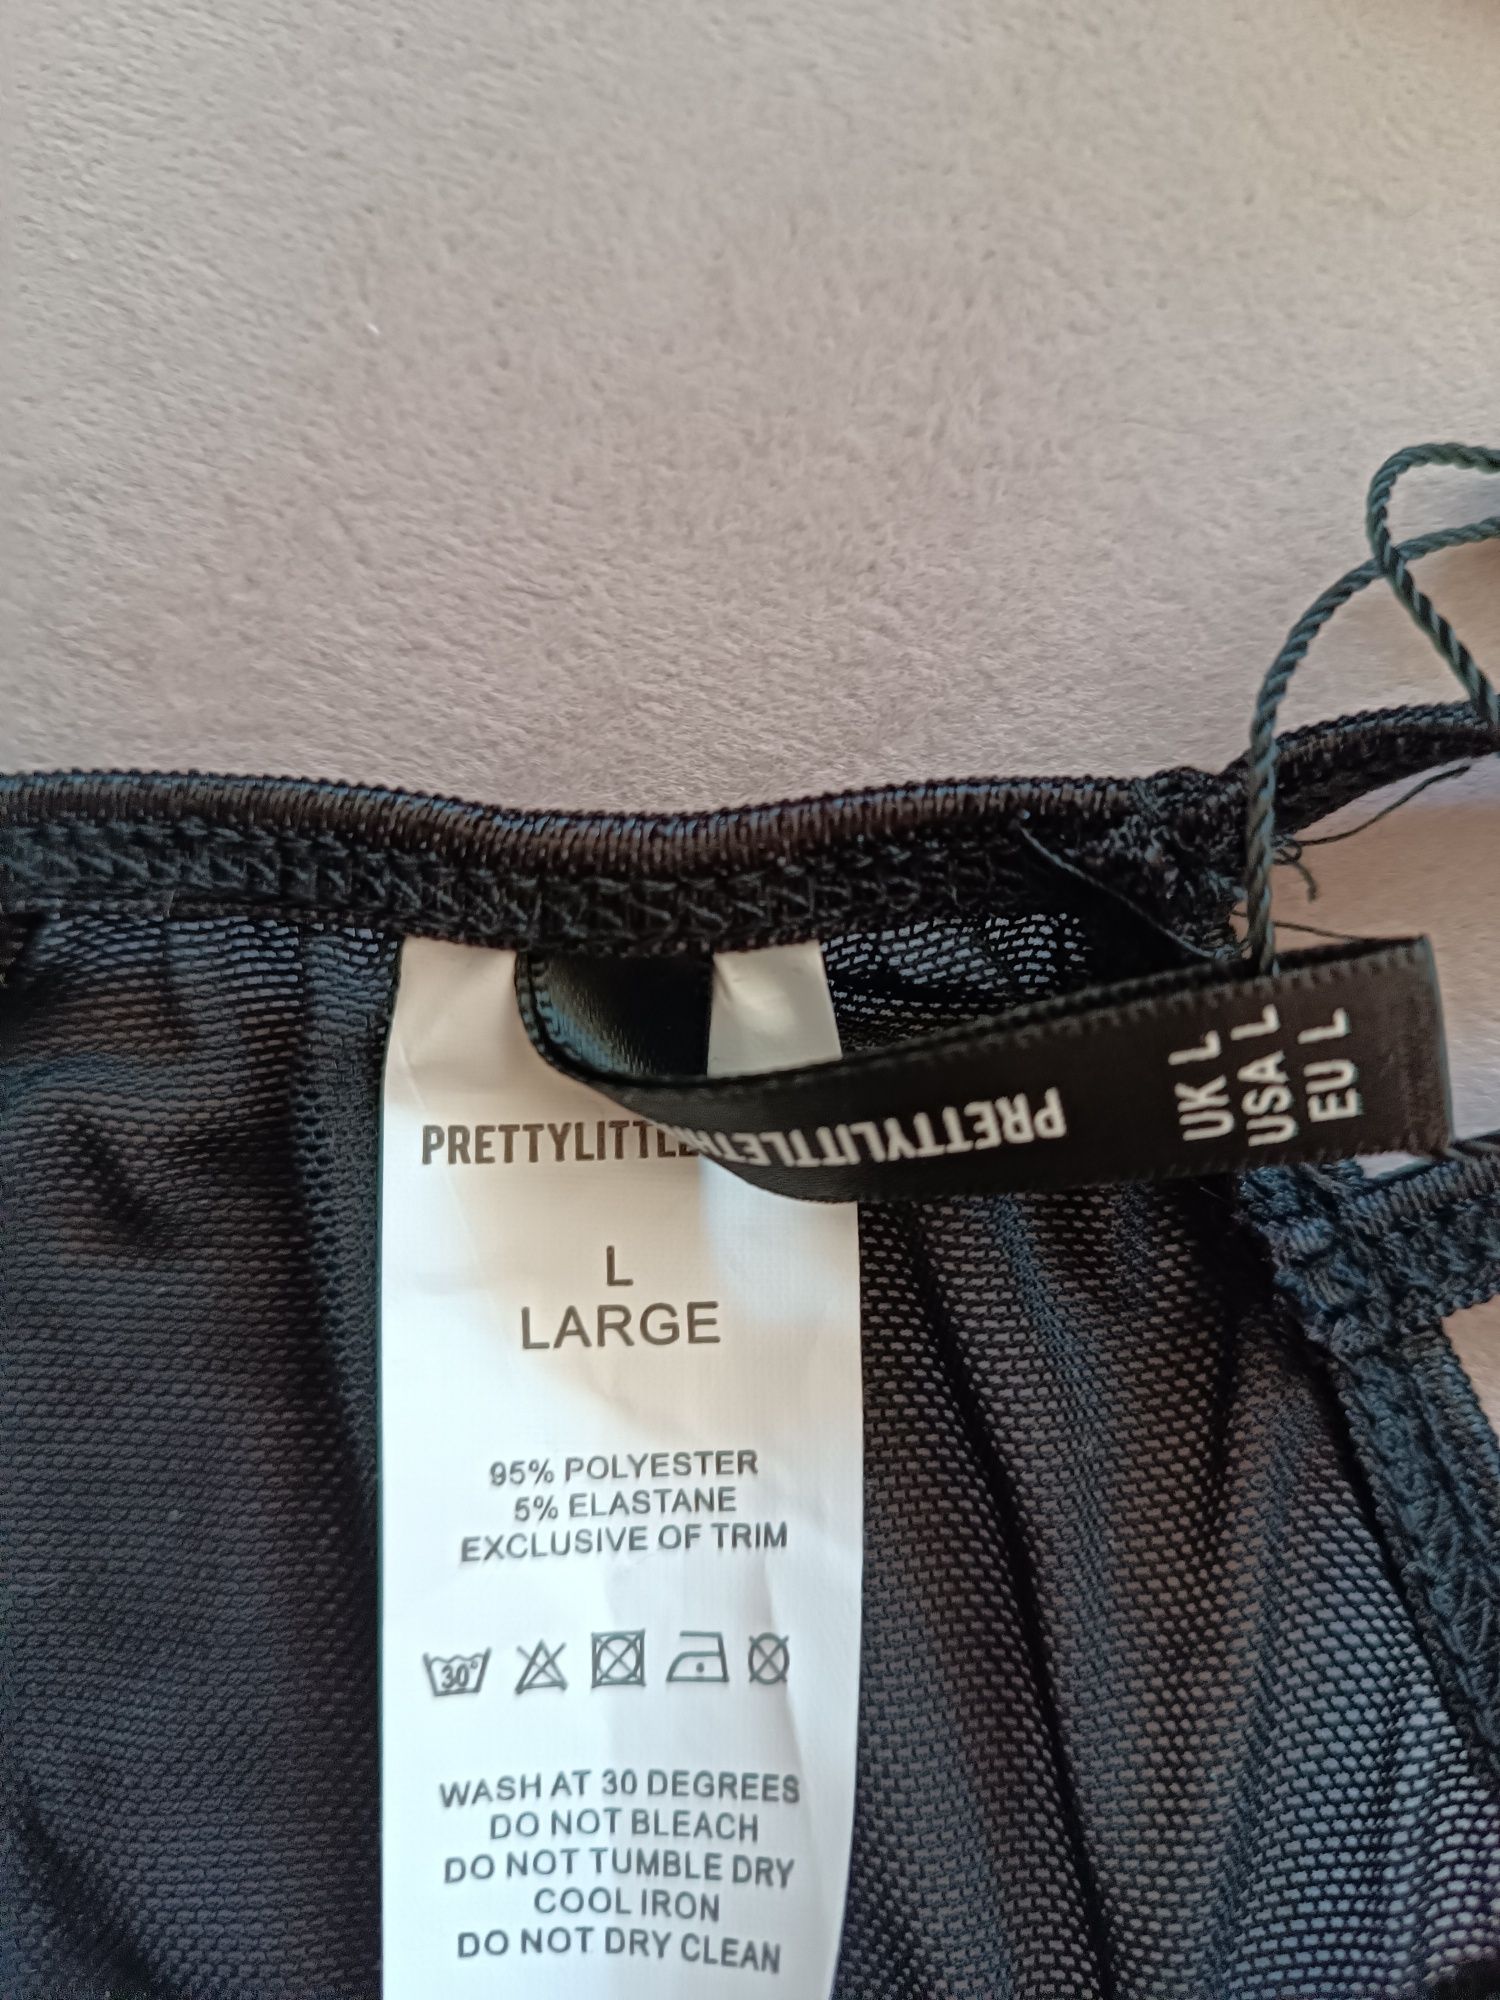 PRETTYLITTLE
L
LARGE
95% POLYESTER
5% ELASTANE
EXCLUSIVE OF TRIM
30°
WASH AT 30 DEGREES
DO NOT BLEACH
DO NOT TUMBLE DRY
COOL IRON
DO NOT DRY CLEAN
PRETTYLITTLETHI
UK L
USA L
EU L